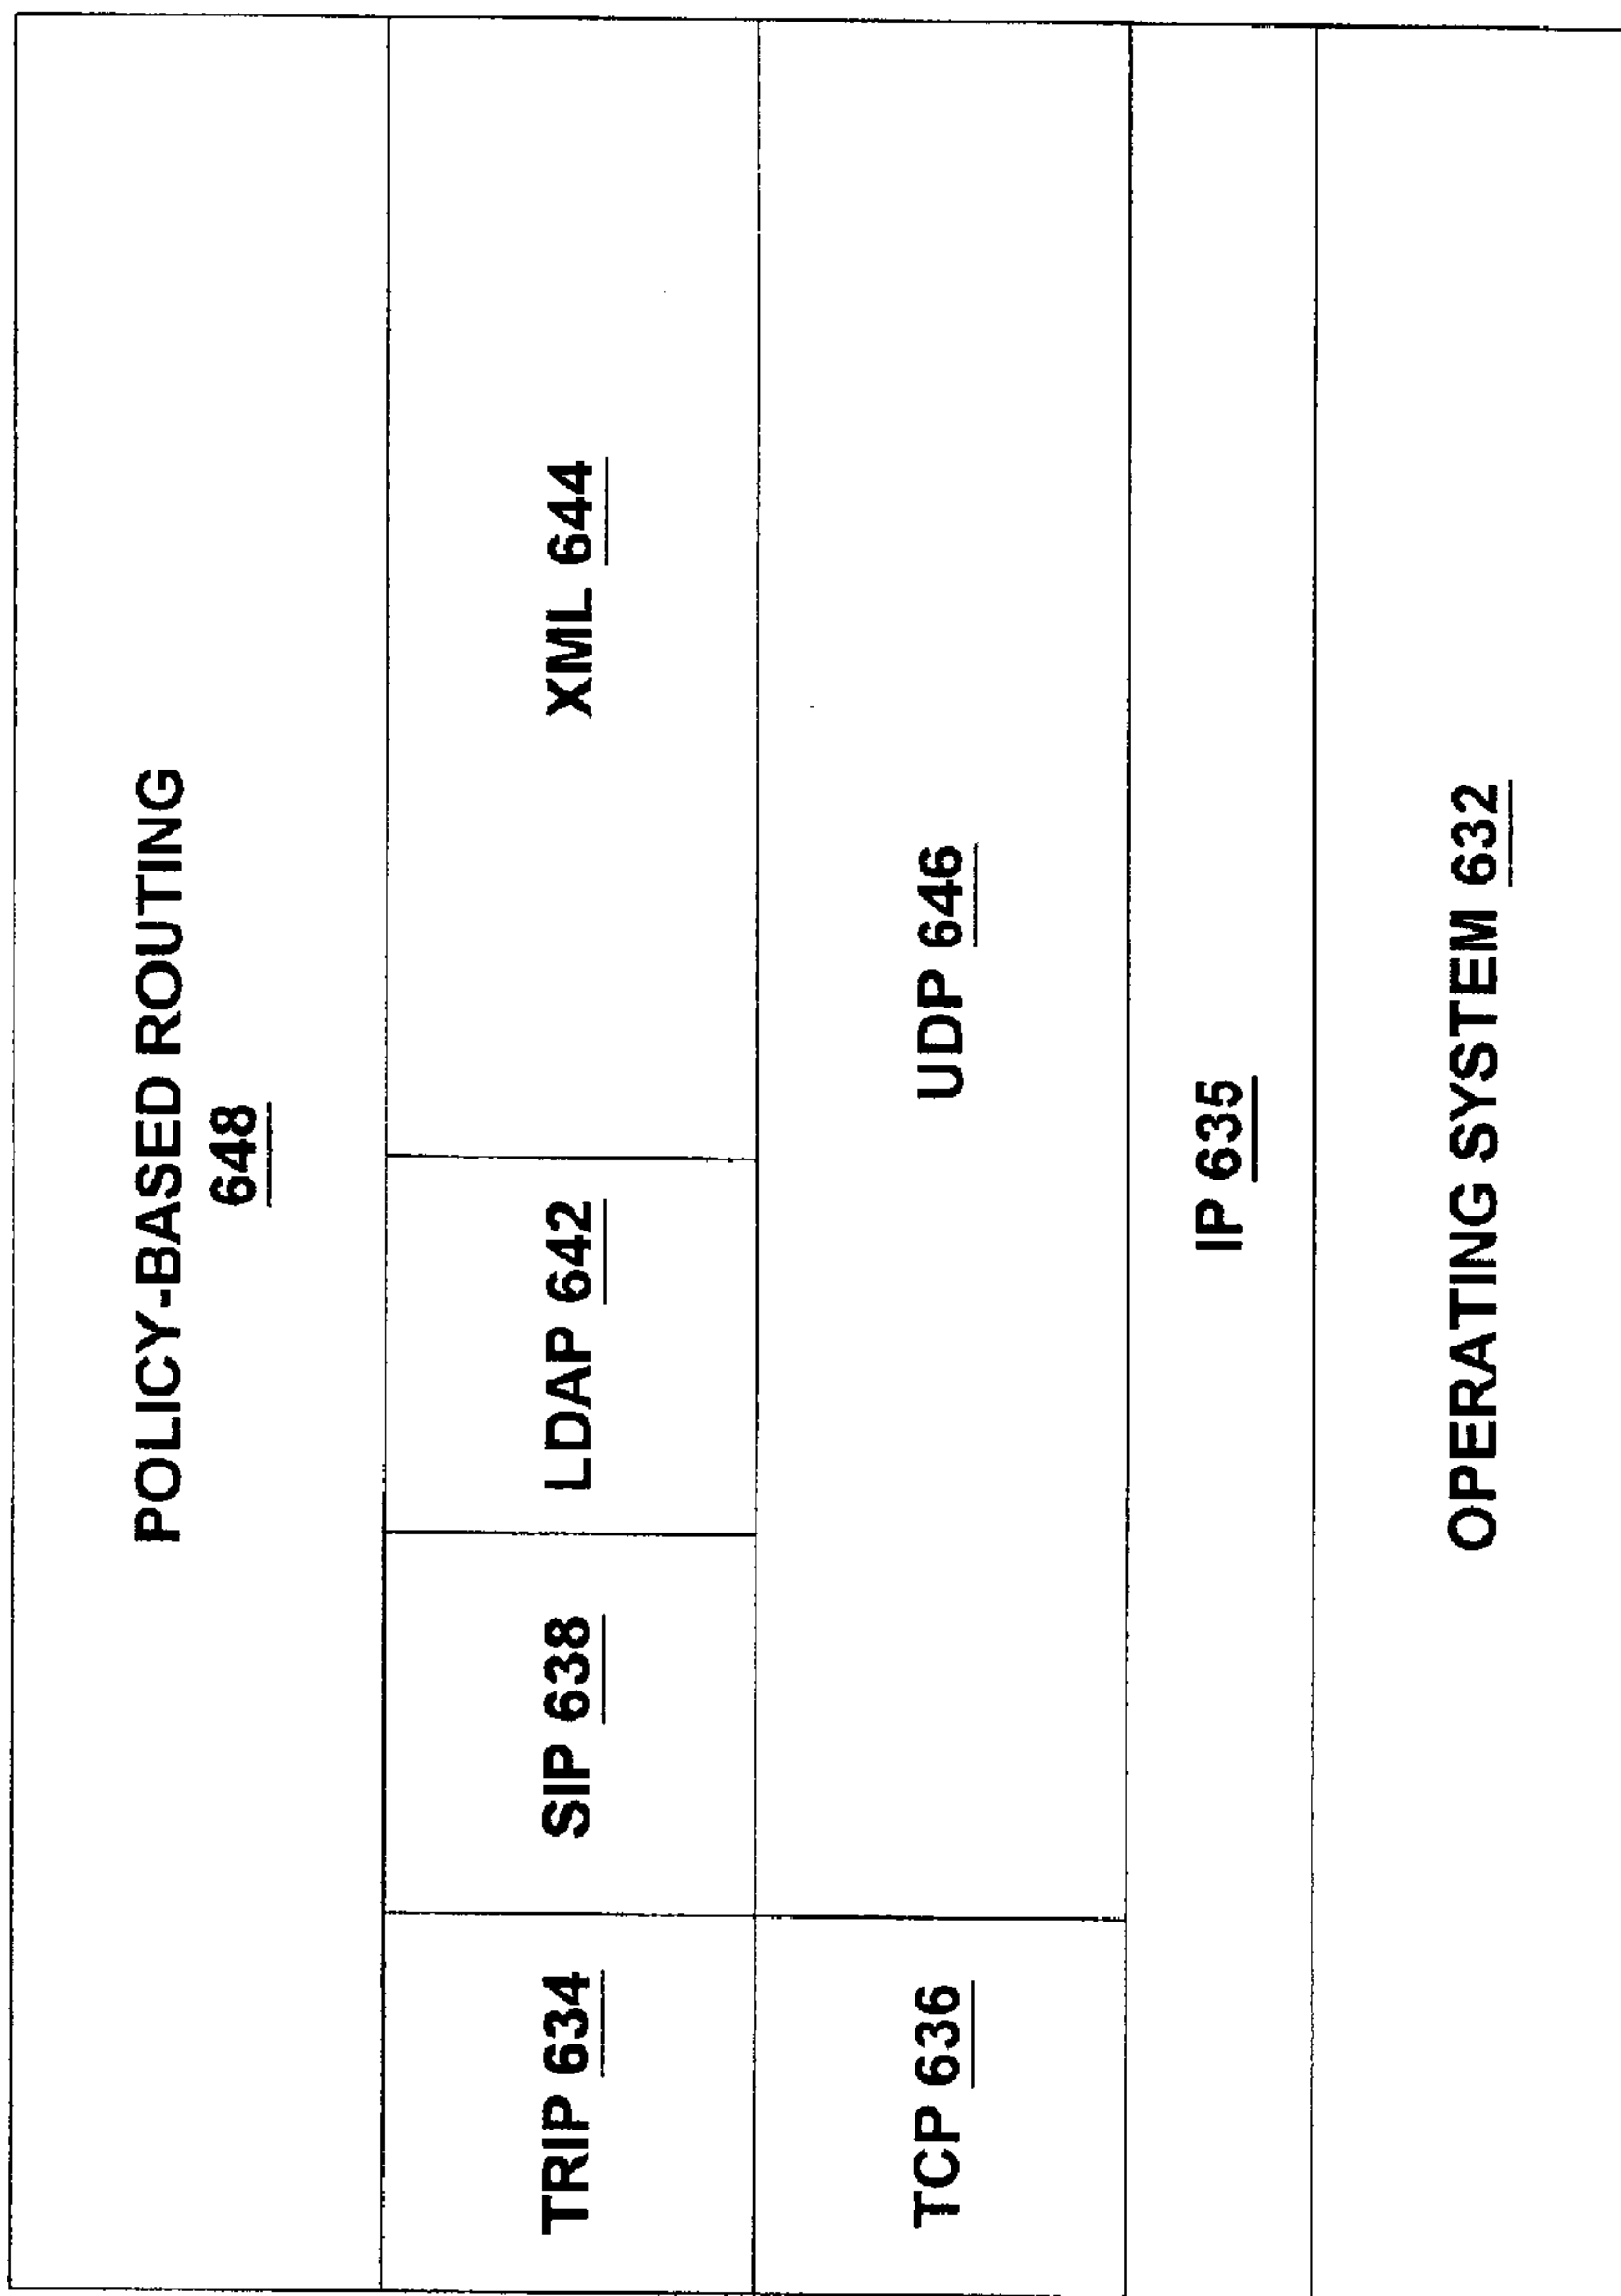 POLICY-BASED ROUTING
648
TRIP 634
SIP 638
LDAP 642
XML 644
TCP 636
UDP 646
IP 635
OPERATING SYSTEM 632